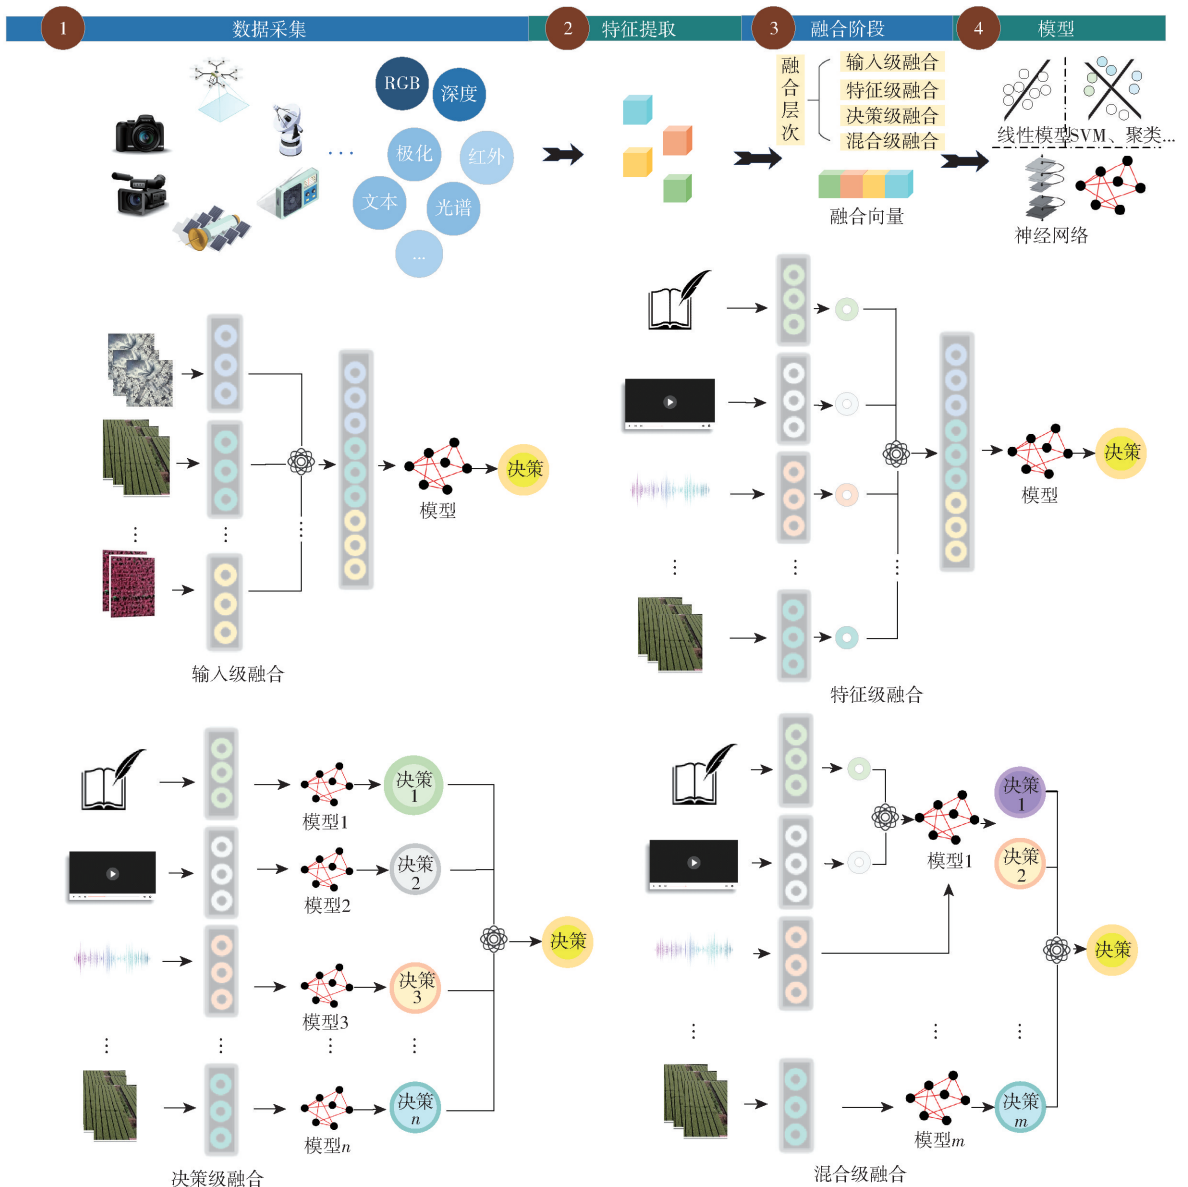 1 数据采集 2 特征提取 3 融合阶段 4 模型
RGB
深度
极化
红外
文本
光谱
...
...
融合层次
输入级融合
特征级融合
决策级融合
混合级融合
融合向量
线性模型
SVM、聚类...
神经网络
模型
决策
输入级融合
模型
决策
特征级融合
决策
1
模型1
决策
2
模型2
决策
决策
3
模型3
决策
n
模型n
决策级融合
决策
1
模型1
决策
2
决策
决策
m
模型m
混合级融合